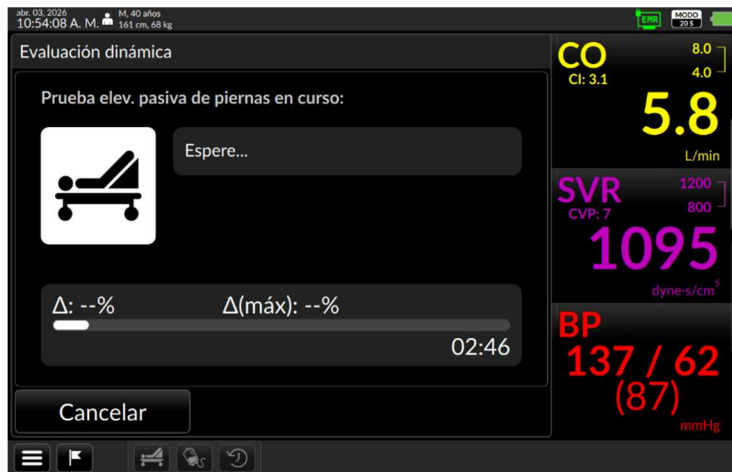 abr. 03, 2026
10:54:08 A. M.
M, 40 años
161 cm, 68 kg
EMR
MODO
20 S
Evaluación dinámica
Prueba elev. pasiva de piernas en curso:
Espere...
Δ: --%
Δ(máx): --%
02:46
Cancelar
CO
CI: 3.1
8.0
4.0
5.8
L/min
SVR
CVP: 7
1200
800
1095
dyne-s/cm⁵
BP
137 / 62
(87)
mmHg